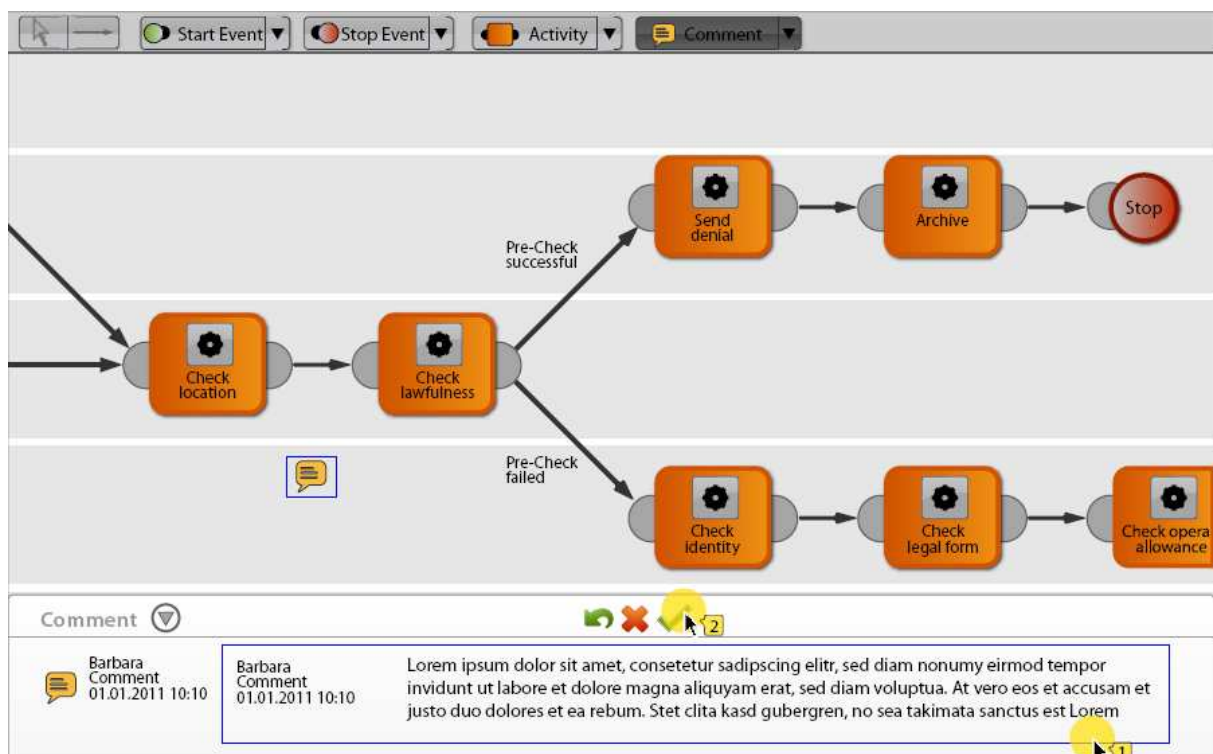 Start Event
Stop Event
Activity
Comment
Send
denial
Archive
Stop
Pre-Check
successful
Check
location
Check
lawfulness
Pre-Check
failed
Check
identity
Check
legal form
Check opera
allowance
Comment
2
Barbara
Comment
01.01.2011 10:10
Barbara
Comment
01.01.2011 10:10
Lorem ipsum dolor sit amet, consetetur sadipscing elitr, sed diam nonumy eirmod tempor
invidunt ut labore et dolore magna aliquyam erat, sed diam voluptua. At vero eos et accusam et
justo duo dolores et ea rebum. Stet clita kasd gubergren, no sea takimata sanctus est Lorem
1